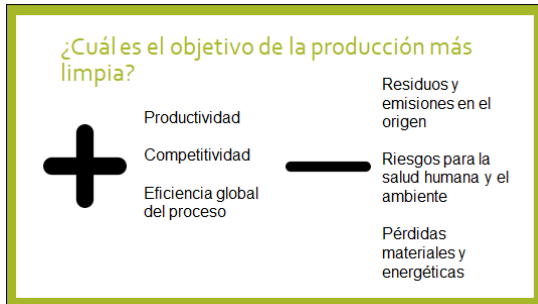 ¿Cuál es el objetivo de la producción más
limpia?
Productividad
Competitividad
Eficiencia global
del proceso
Residuos y
emisiones en el
origen
Riesgos para la
salud humana y el
ambiente
Pérdidas
materiales y
energéticas